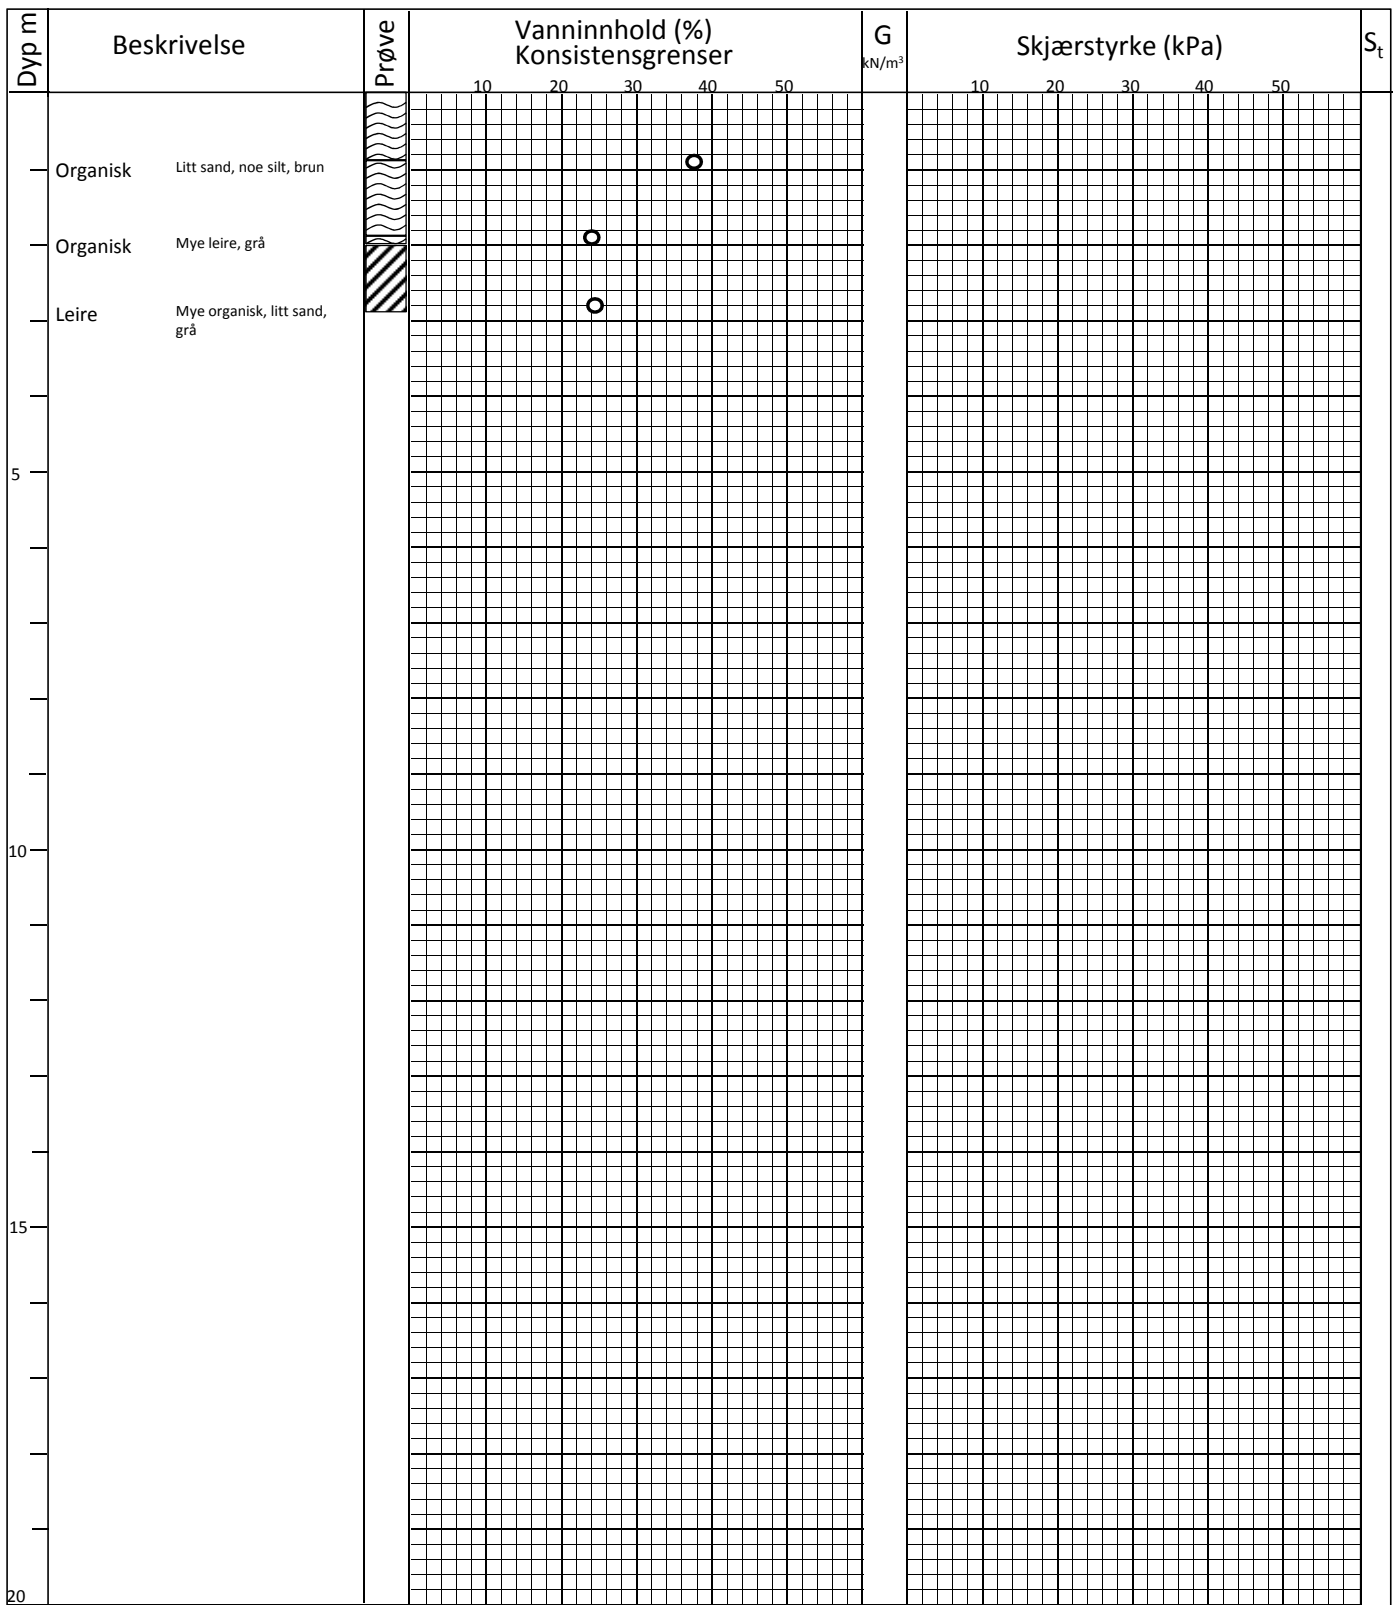 Dyp m
Beskrivelse
Prøve
Vanninnhold (%)
Konsistensgrenser
10 20 30 40 50
G
kN/m³
Skjærstyrke (kPa)
10 20 30 40 50
St
Organisk Litt sand, noe silt, brun
Organisk Mye leire, grå
Leire Mye organisk, litt sand,
grå
5
10
15
20